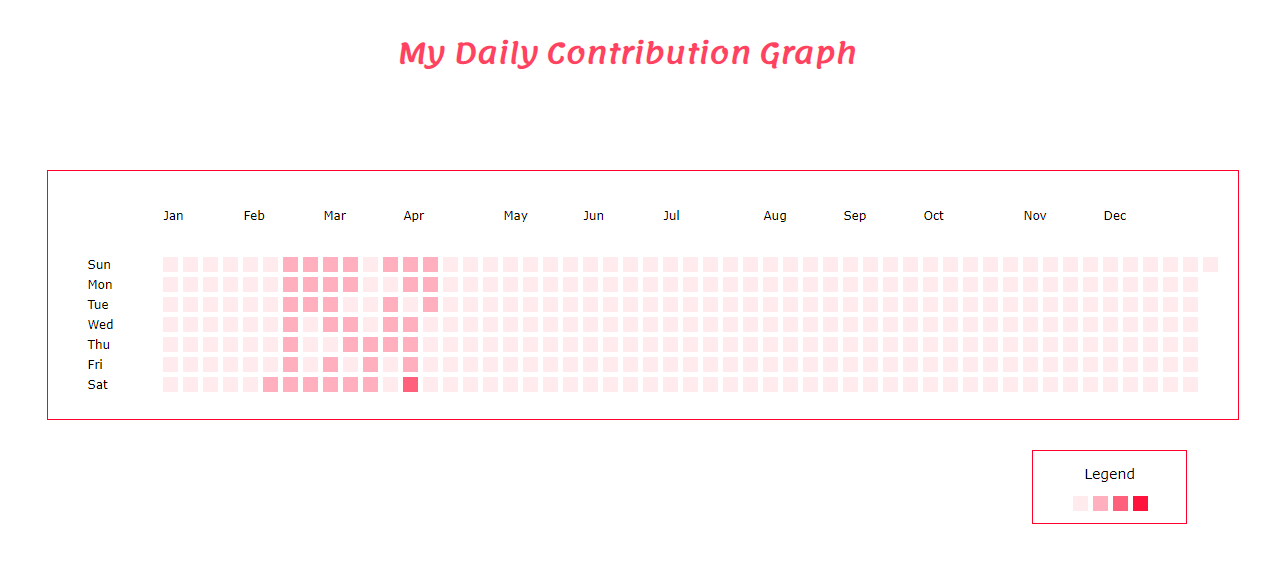 My Daily Contribution Graph
Jan Feb Mar Apr May Jun Jul Aug Sep Oct Nov Dec
Sun
Mon
Tue
Wed
Thu
Fri
Sat
Legend